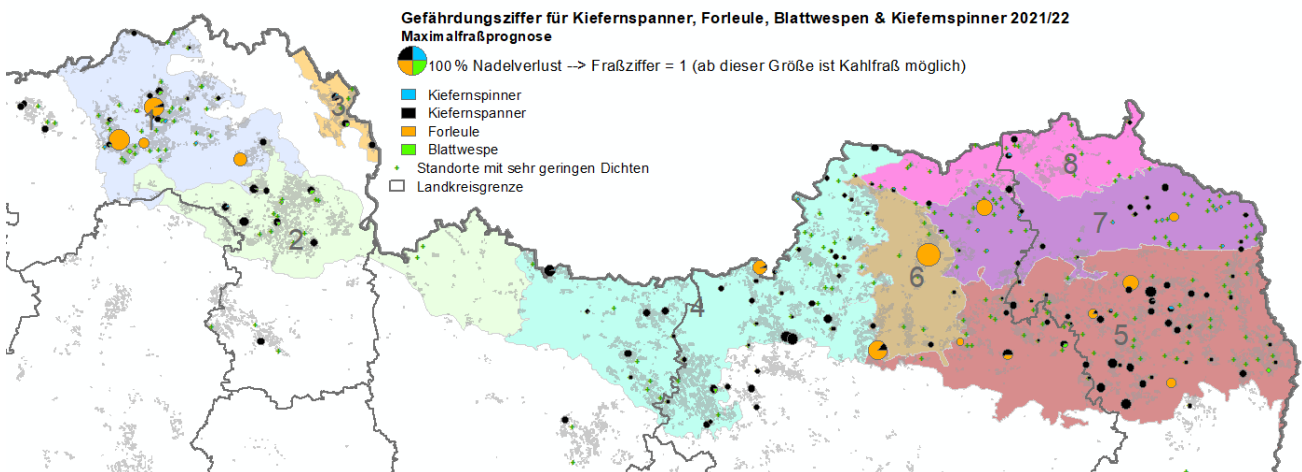 Gefährdungsziffer für Kiefernspanner, Forleule, Blattwespen & Kiefernspinner 2021/22
Maximalfraßprognose
100 % Nadelverlust --> Fraßziffer = 1 (ab dieser Größe ist Kahlfraß möglich)
Kiefernspinner
Kiefernspanner
Forleule
Blattwespe
Standorte mit sehr geringen Dichten
Landkreisgrenze
1
3
2
4
8
7
6
5